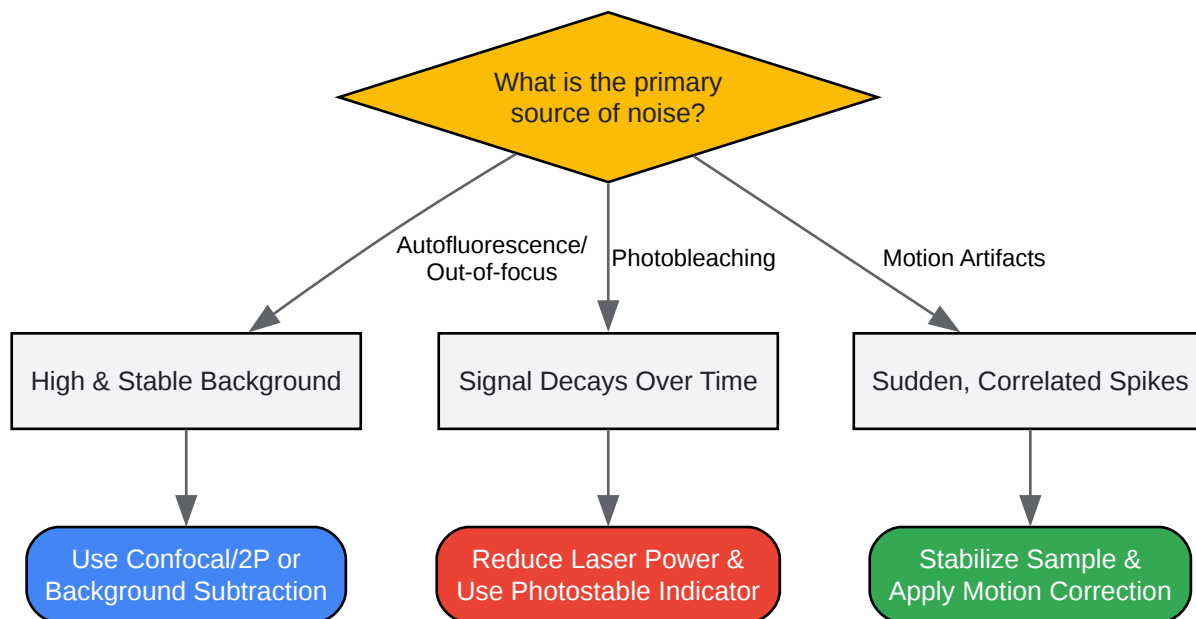 What is the primary
source of noise?
Autofluorescence/
Out-of-focus
Photobleaching
Motion Artifacts
High & Stable Background
Signal Decays Over Time
Sudden, Correlated Spikes
Use Confocal/2P or
Background Subtraction
Reduce Laser Power &
Use Photostable Indicator
Stabilize Sample &
Apply Motion Correction